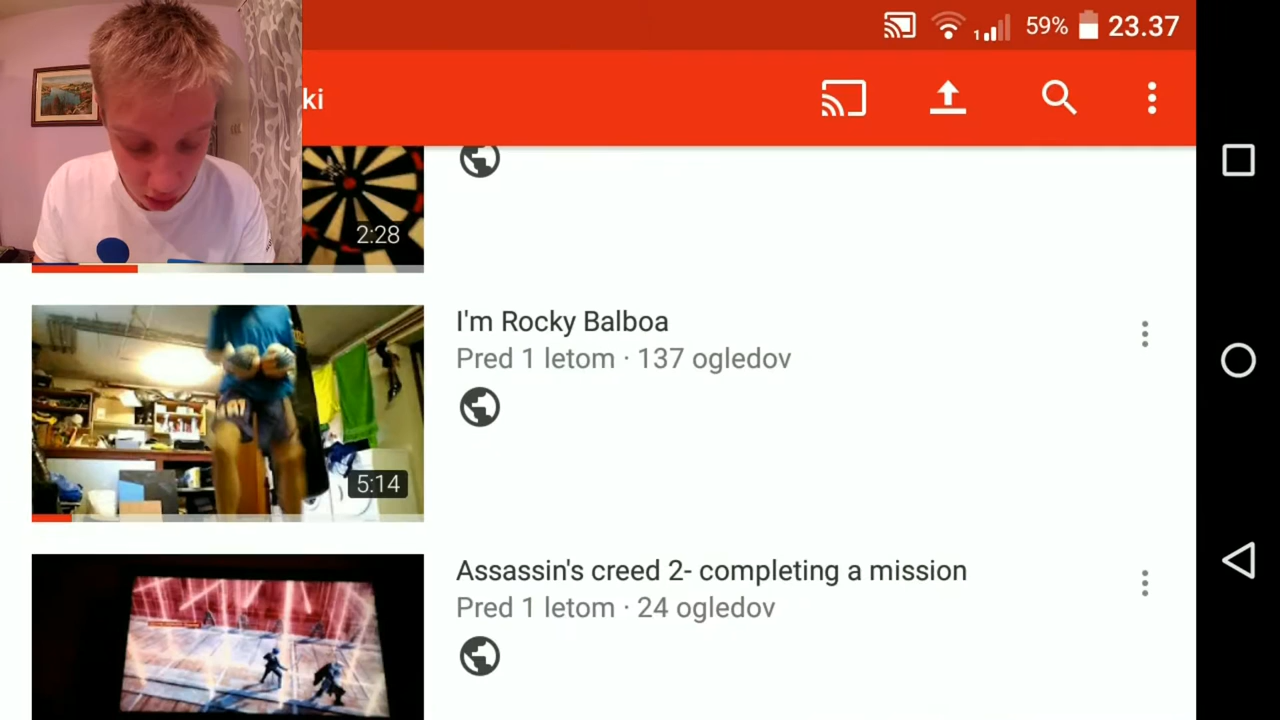 59% 23.37
ki
2:28
I'm Rocky Balboa
Pred 1 letom · 137 ogledov
5:14
Assassin's creed 2- completing a mission
Pred 1 letom · 24 ogledov